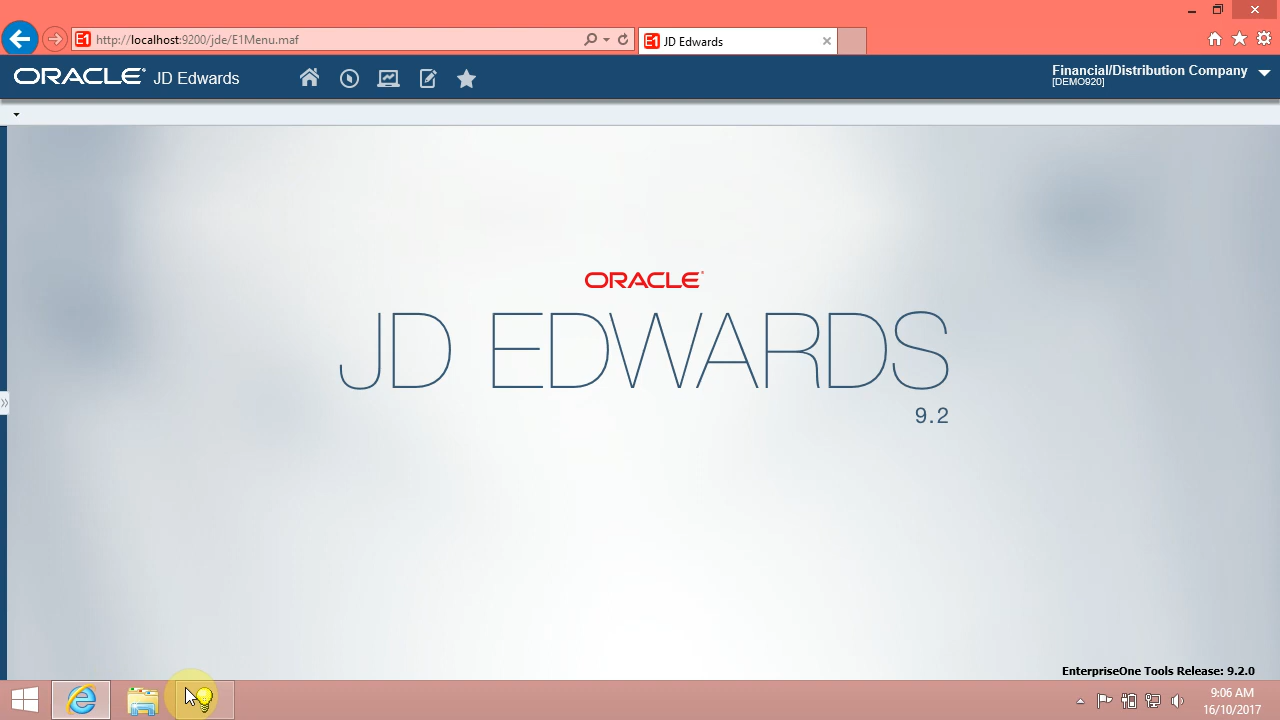 http://localhost:9200/jde/E1Menu.maf
E1 JD Edwards
ORACLE® JD Edwards
Financial/Distribution Company
[DEMO920]
ORACLE®
JD EDWARDS
9.2
EnterpriseOne Tools Release: 9.2.0
9:06 AM
16/10/2017